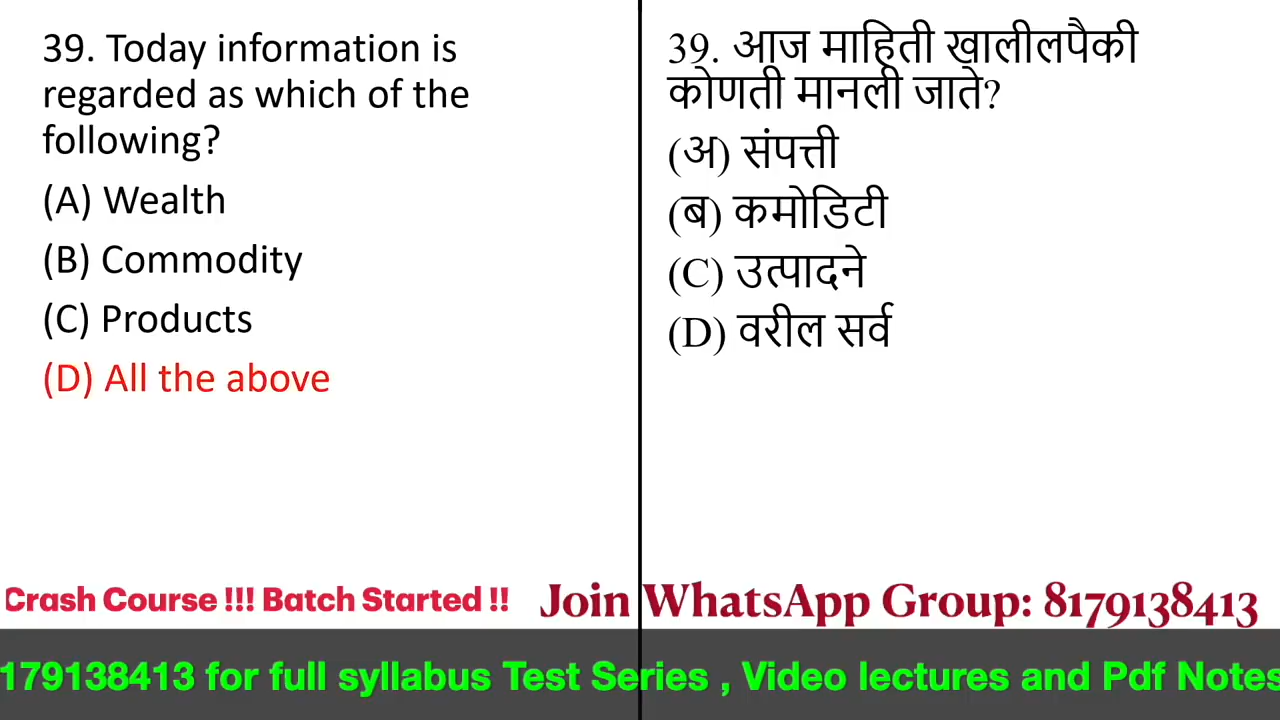 39. Today information is
regarded as which of the
following?
(A) Wealth
(B) Commodity
(C) Products
(D) All the above
39. आज माहिती खालीलपैकी
कोणती मानली जाते?
(अ) संपत्ती
(ब) कमोडिटी
(C) उत्पादने
(D) वरील सर्व
Crash Course !!! Batch Started !!
Join WhatsApp Group: 8179138413
179138413 for full syllabus Test Series , Video lectures and Pdf Notes